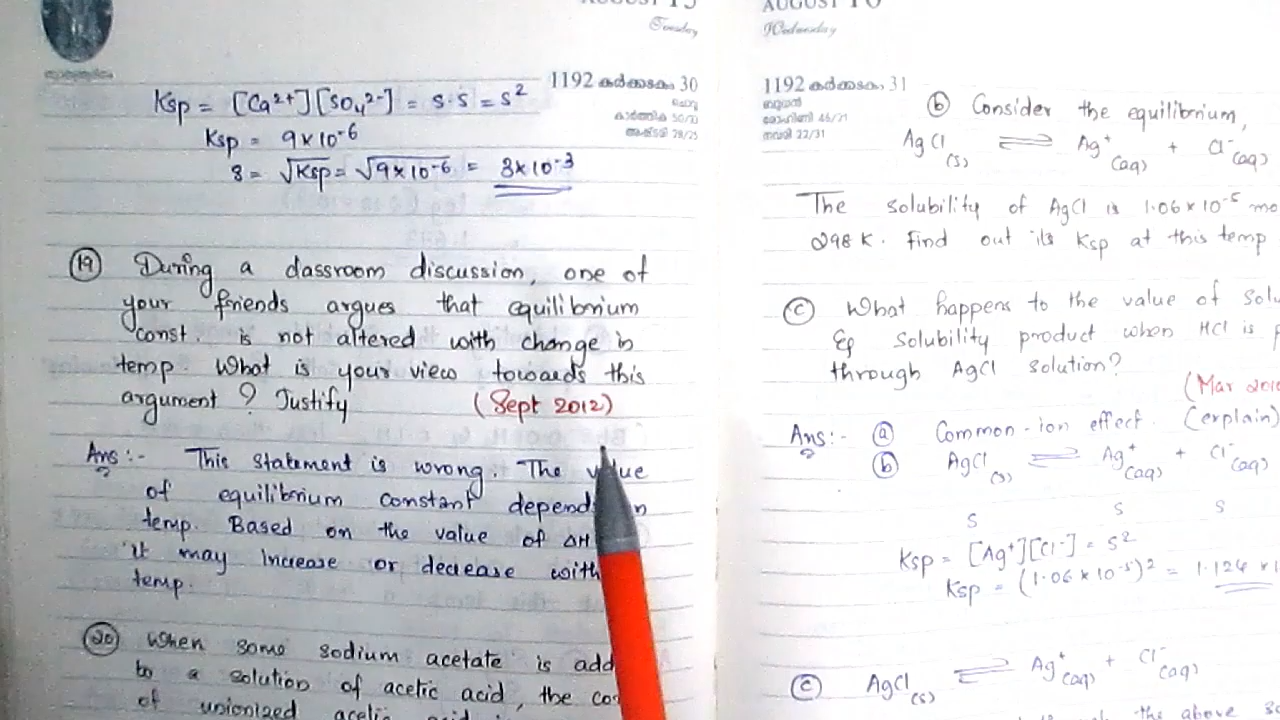 Tuesday
1192 കർക്കടകം 30
Ksp = [Ca²⁺][SO₄²⁻] = s·s = s²
Ksp = 9×10⁻⁶
s = √Ksp = √9×10⁻⁶ = 3×10⁻³
(19) During a classroom discussion, one of
your friends argues that equilibrium
const. is not altered with change in
temp. What is your view towards this
argument? Justify (Sept 2012)
Ans:- This statement is wrong. The value
of equilibrium constant depends
temp. Based on the value of ΔH
it may increase or decrease with
temp.
(20) When some sodium acetate is add
to a solution of acetic acid, the co
of unionized acetic acid
AUGUST 16
Wednesday
1192 കർക്കടകം 31
(b) Consider the equilibrium,
AgCl(s) ⇌ Ag⁺(aq) + Cl⁻(aq)
The solubility of AgCl is 1.06×10⁻⁵ mo
298 K. Find out its Ksp at this temp
(c) What happens to the value of solu
& solubility product when HCl is p
through AgCl solution?
(Mar 201
Ans:- (a) Common-ion effect. (explain)
(b) AgCl(s) ⇌ Ag⁺(aq) + Cl⁻(aq)
s s s
Ksp = [Ag⁺][Cl⁻] = s²
Ksp = (1.06×10⁻⁵)² = 1.124×1
(c) AgCl(s) ⇌ Ag⁺(aq) + Cl⁻(aq)
the above